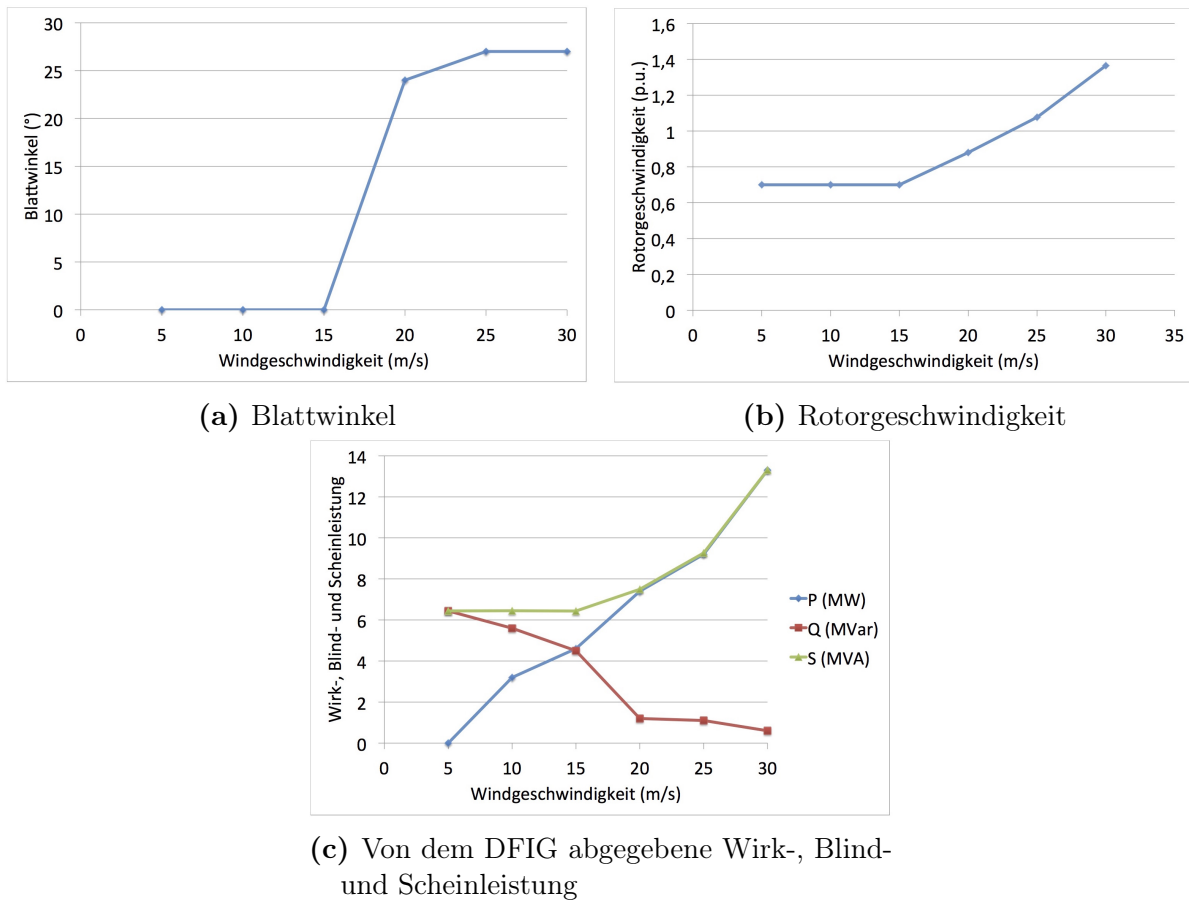 30
25
20
15
10
5
0
Blattwinkel (°)
0 5 10 15 20 25 30
Windgeschwindigkeit (m/s)
(a) Blattwinkel
1,6
1,4
1,2
1
0,8
0,6
0,4
0,2
0
Rotorgeschwindigkeit (p.u.)
0 5 10 15 20 25 30 35
Windgeschwindigkeit (m/s)
(b) Rotorgeschwindigkeit
14
12
10
8
6
4
2
0
Wirk-, Blind- und Scheinleistung
0 5 10 15 20 25 30
Windgeschwindigkeit (m/s)
P (MW)
Q (MVar)
S (MVA)
(c) Von dem DFIG abgegebene Wirk-, Blind-
und Scheinleistung